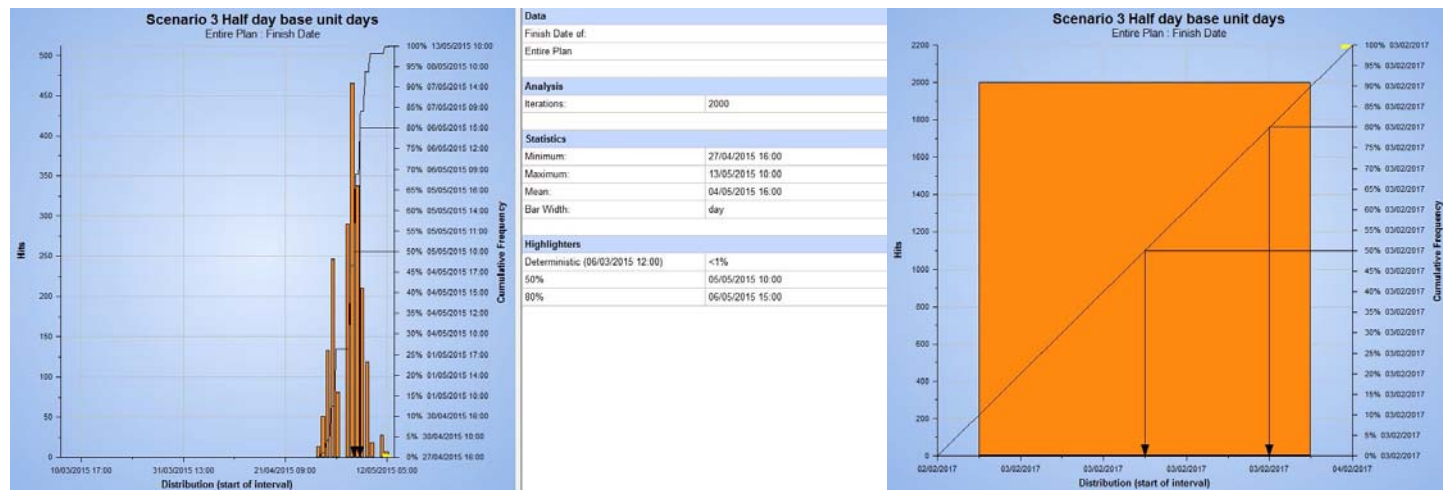 Scenario 3 Half day base unit days
Entire Plan : Finish Date
500
450
400
350
300
250
200
150
100
50
0
Hits
10/03/2015 17:00
31/03/2015 13:00
21/04/2015 09:00
12/05/2015 05:00
Distribution (start of interval)
100% 13/05/2015 10:00
95% 08/05/2015 10:00
90% 07/05/2015 14:00
85% 07/05/2015 09:00
80% 06/05/2015 15:00
75% 06/05/2015 12:00
70% 06/05/2015 09:00
65% 05/05/2015 16:00
60% 05/05/2015 14:00
55% 05/05/2015 11:00
50% 05/05/2015 10:00
45% 04/05/2015 17:00
40% 04/05/2015 15:00
35% 04/05/2015 12:00
30% 04/05/2015 10:00
25% 01/05/2015 17:00
20% 01/05/2015 14:00
15% 01/05/2015 10:00
10% 30/04/2015 16:00
5% 30/04/2015 10:00
0% 27/04/2015 16:00
Cumulative Frequency
Data
Finish Date of:
Entire Plan
Analysis
Iterations: 2000
Statistics
Minimum: 27/04/2015 16:00
Maximum: 13/05/2015 10:00
Mean: 04/05/2015 16:00
Bar Width: day
Highlighters
Deterministic (06/03/2015 12:00) <1%
50% 05/05/2015 10:00
80% 06/05/2015 15:00
Scenario 3 Half day base unit days
Entire Plan : Finish Date
2200
2000
1800
1600
1400
1200
1000
800
600
400
200
0
Hits
02/02/2017
03/02/2017
03/02/2017
03/02/2017
03/02/2017
04/02/2017
Distribution (start of interval)
100% 03/02/2017
95% 03/02/2017
90% 03/02/2017
85% 03/02/2017
80% 03/02/2017
75% 03/02/2017
70% 03/02/2017
65% 03/02/2017
60% 03/02/2017
55% 03/02/2017
50% 03/02/2017
45% 03/02/2017
40% 03/02/2017
35% 03/02/2017
30% 03/02/2017
25% 03/02/2017
20% 03/02/2017
15% 03/02/2017
10% 03/02/2017
5% 03/02/2017
0% 03/02/2017
Cumulative Frequency